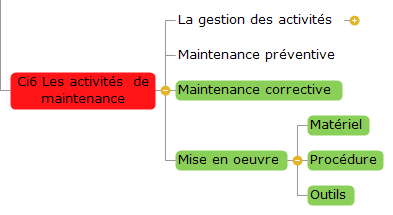 La gestion des activités
Maintenance préventive
Ci6 Les activités de
maintenance
Maintenance corrective
Matériel
Mise en oeuvre
Procédure
Outils